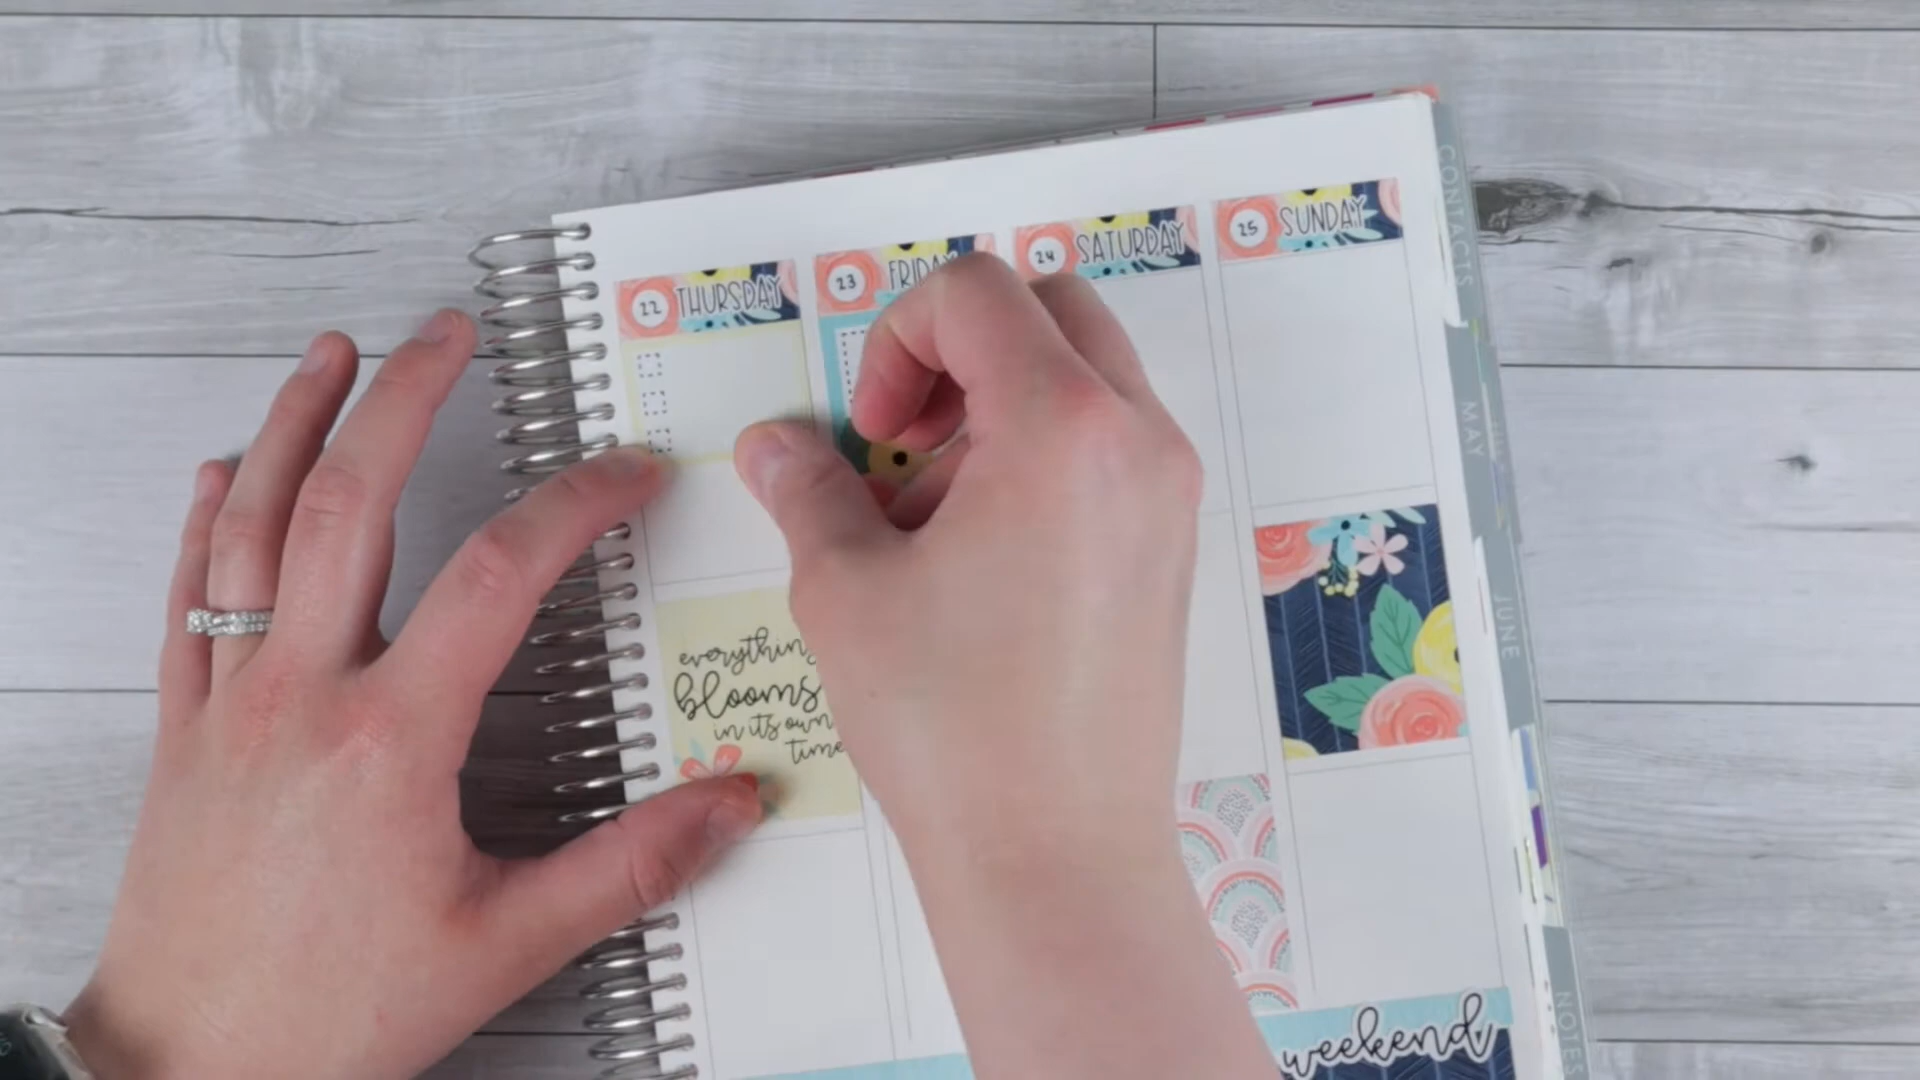 22 THURSDAY
23 FRIDAY
24 SATURDAY
25 SUNDAY
everything
blooms
in its own
time
weekend
CONTACTS
MAY
JUNE
NOTES